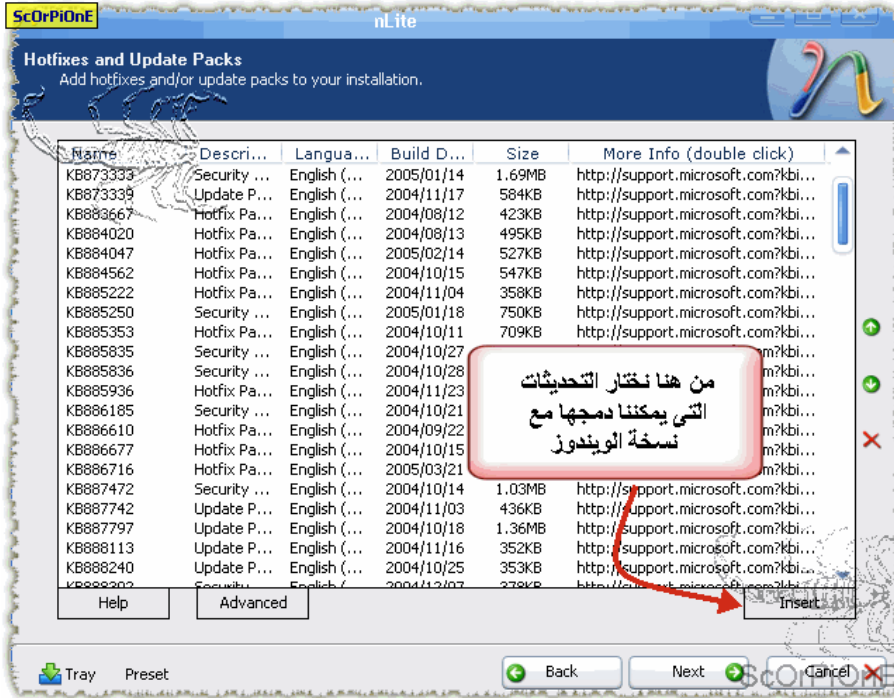 ScOrPiOnE
nLite
Hotfixes and Update Packs
Add hotfixes and/or update packs to your installation.
Name Descri... Langua... Build D... Size More Info (double click)
KB873333 Security ... English (... 2005/01/14 1.69MB http://support.microsoft.com?kbi...
KB873339 Update P... English (... 2004/11/17 584KB http://support.microsoft.com?kbi...
KB883667 Hotfix Pa... English (... 2004/08/12 423KB http://support.microsoft.com?kbi...
KB884020 Hotfix Pa... English (... 2004/08/13 495KB http://support.microsoft.com?kbi...
KB884047 Hotfix Pa... English (... 2005/02/14 527KB http://support.microsoft.com?kbi...
KB884562 Hotfix Pa... English (... 2004/10/15 547KB http://support.microsoft.com?kbi...
KB885222 Hotfix Pa... English (... 2004/11/04 358KB http://support.microsoft.com?kbi...
KB885250 Security ... English (... 2005/01/18 750KB http://support.microsoft.com?kbi...
KB885353 Hotfix Pa... English (... 2004/10/11 709KB http://support.microsoft.com?kbi...
KB885835 Security ... English (... 2004/10/27 m?kbi...
KB885836 Security ... English (... 2004/10/28 m?kbi...
KB885936 Hotfix Pa... English (... 2004/11/23 m?kbi...
KB886185 Security ... English (... 2004/10/21 m?kbi...
KB886610 Hotfix Pa... English (... 2004/09/22 m?kbi...
KB886677 Hotfix Pa... English (... 2004/10/15 m?kbi...
KB886716 Hotfix Pa... English (... 2005/03/21 m?kbi...
من هنا نختار التحديثات
التى يمكننا دمجها مع
نسخة الويندوز
KB887472 Security ... English (... 2004/10/14 1.03MB http://support.microsoft.com?kbi...
KB887742 Update P... English (... 2004/11/03 436KB http://support.microsoft.com?kbi...
KB887797 Update P... English (... 2004/10/18 1.36MB http://support.microsoft.com?kbi...
KB888113 Update P... English (... 2004/11/16 352KB http://support.microsoft.com?kbi...
KB888240 Update P... English (... 2004/10/25 353KB http://support.microsoft.com?kbi...
Help Advanced Insert
Tray Preset Back Next Cancel
ScOrPiOnE